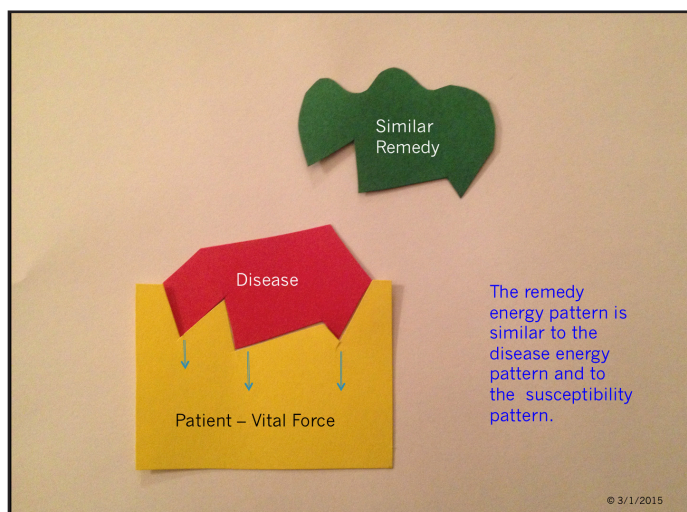 Similar
Remedy
Disease
Patient – Vital Force
The remedy
energy pattern is
similar to the
disease energy
pattern and to
the susceptibility
pattern.
© 3/1/2015